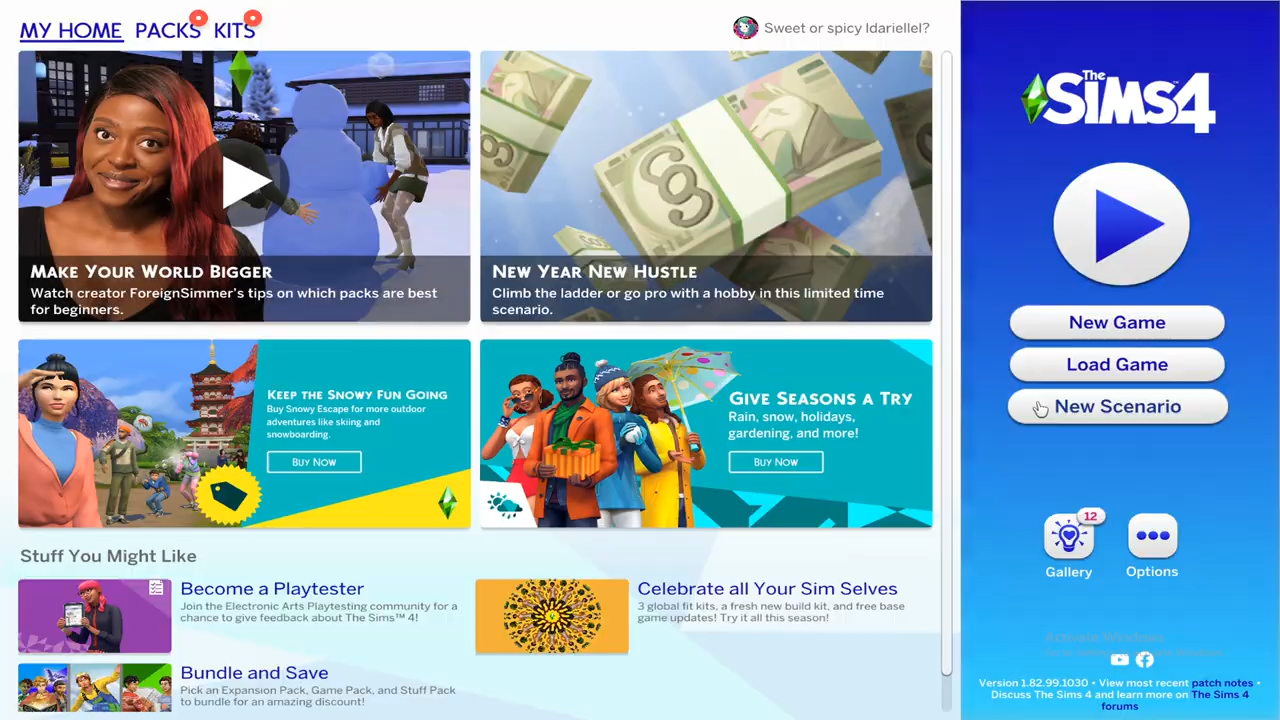 MY HOME PACKS KITS
Sweet or spicy ldariellel?
The SIMS 4
MAKE YOUR WORLD BIGGER
Watch creator ForeignSimmer's tips on which packs are best
for beginners.
NEW YEAR NEW HUSTLE
Climb the ladder or go pro with a hobby in this limited time
scenario.
New Game
Load Game
New Scenario
KEEP THE SNOWY FUN GOING
Buy Snowy Escape for more outdoor
adventures like skiing and
snowboarding.
BUY NOW
GIVE SEASONS A TRY
Rain, snow, holidays,
gardening, and more!
BUY NOW
12
Gallery
Options
Stuff You Might Like
Become a Playtester
Join the Electronic Arts Playtesting community for a
chance to give feedback about The Sims™ 4!
Celebrate all Your Sim Selves
3 global fit kits, a fresh new build kit, and free base
game updates! Try it all this season!
Bundle and Save
Pick an Expansion Pack, Game Pack, and Stuff Pack
to bundle for an amazing discount!
Activate Windows
Version 1.82.99.1030 • View most recent patch notes •
Discuss The Sims 4 and learn more on The Sims 4
forums